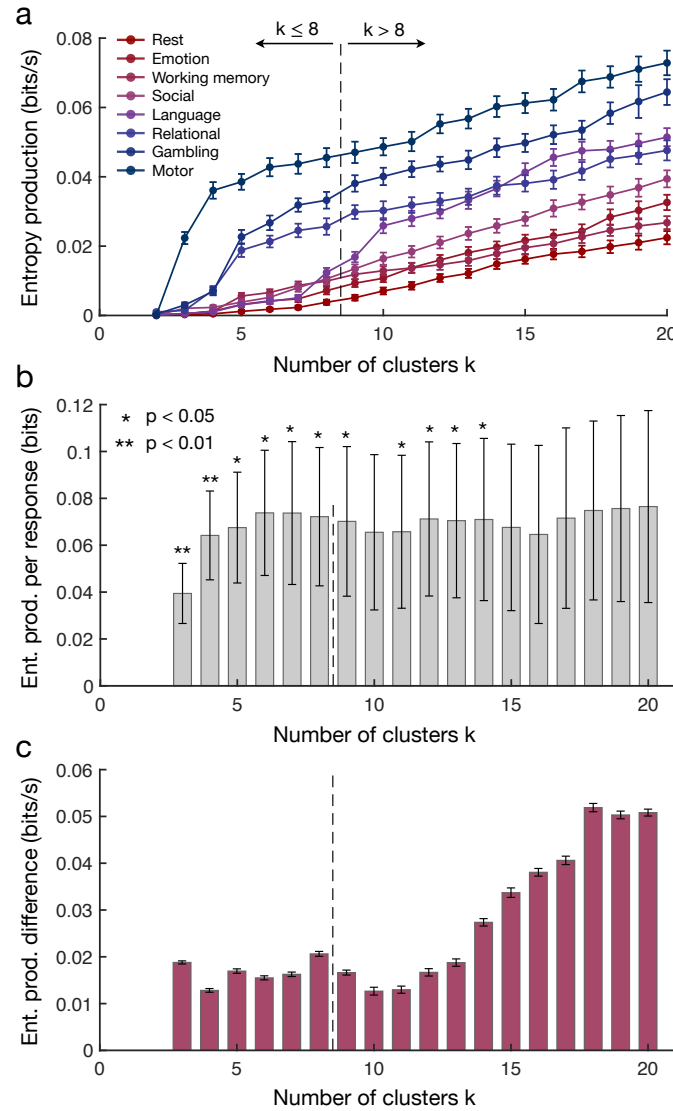 a
k ≤ 8
k > 8
Entropy production (bits/s)
0.08
0.06
0.04
0.02
0
Rest
Emotion
Working memory
Social
Language
Relational
Gambling
Motor
0
5
10
15
20
Number of clusters k
b
Ent. prod. per response (bits)
0.12
0.1
0.08
0.06
0.04
0.02
0
* p < 0.05
** p < 0.01
** ** * * * * * * * * *
0
5
10
15
20
Number of clusters k
c
Ent. prod. difference (bits/s)
0.06
0.05
0.04
0.03
0.02
0.01
0
0
5
10
15
20
Number of clusters k